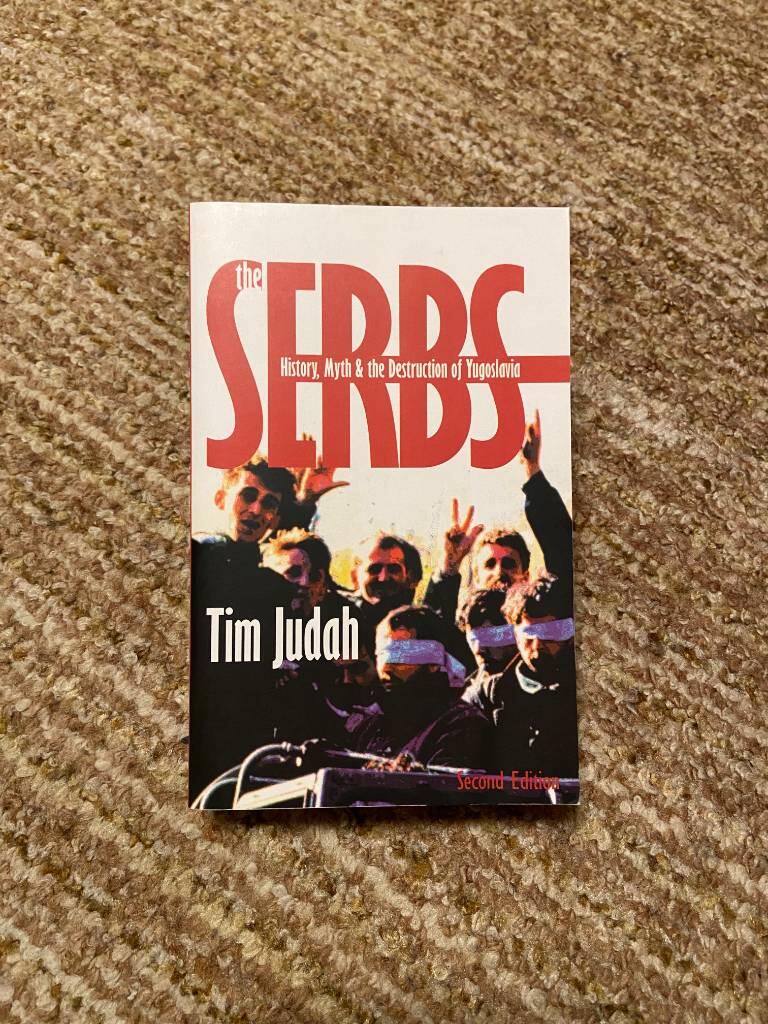 the
SERBS
History, Myth & the Destruction of Yugoslavia
Tim Judah
Second Edition